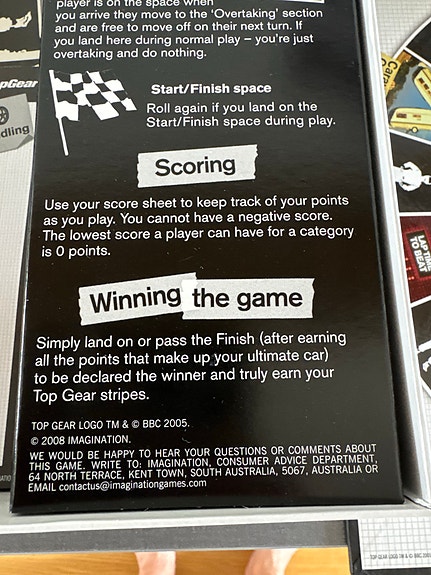 player is on the space when
you arrive they move to the 'Overtaking' section
and are free to move off on their next turn. If
you land here during normal play – you're just
overtaking and do nothing.
Start/Finish space
Roll again if you land on the
Start/Finish space during play.
Scoring
Use your score sheet to keep track of your points
as you play. You cannot have a negative score.
The lowest score a player can have for a category
is 0 points.
Winning the game
Simply land on or pass the Finish (after earning
all the points that make up your ultimate car)
to be declared the winner and truly earn your
Top Gear stripes.
TOP GEAR LOGO TM & © BBC 2005.
© 2008 IMAGINATION.
WE WOULD BE HAPPY TO HEAR YOUR QUESTIONS OR COMMENTS ABOUT
THIS GAME. WRITE TO: IMAGINATION, CONSUMER ADVICE DEPARTMENT,
64 NORTH TERRACE, KENT TOWN, SOUTH AUSTRALIA, 5067, AUSTRALIA OR
EMAIL contactus@imaginationgames.com
pGear
dling
LAP TIME
TO BEAT